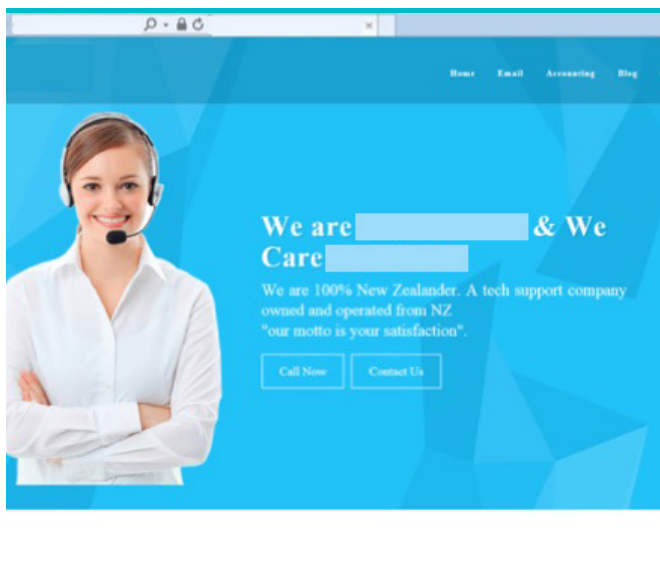 Home Email Accounting Blog
We are & We
Care
We are 100% New Zealander. A tech support company
owned and operated from NZ
"our motto is your satisfaction".
Call Now Contact Us